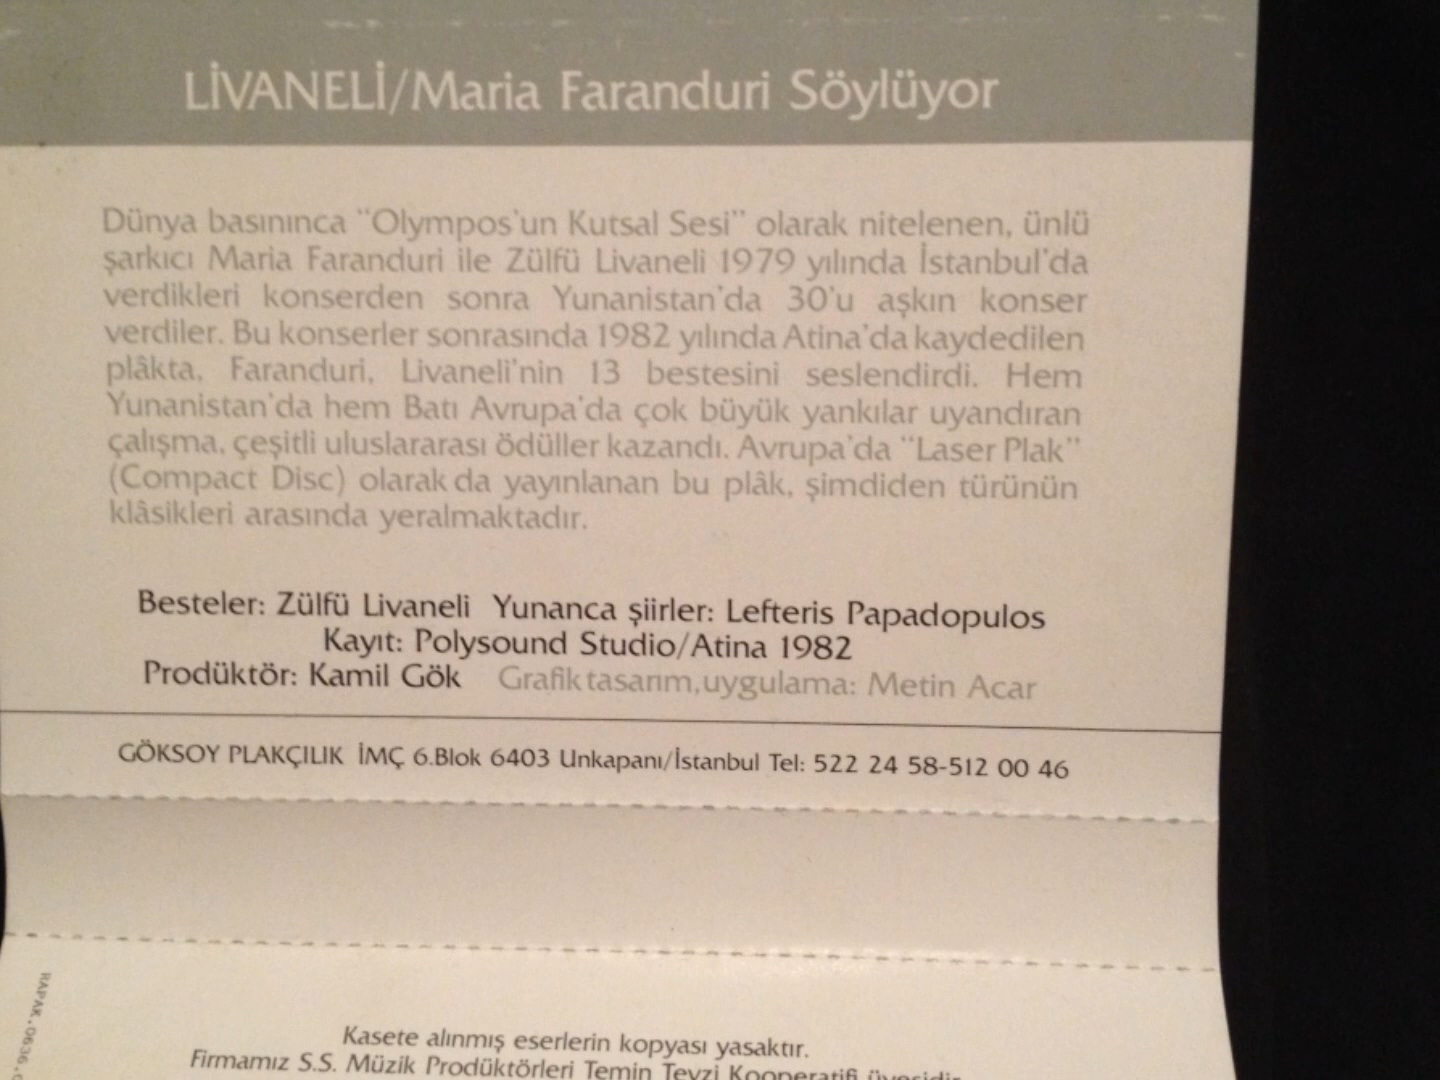 LİVANELİ/Maria Faranduri Söylüyor
Dünya basınınca "Olympos'un Kutsal Sesi" olarak nitelenen, ünlü
şarkıcı Maria Faranduri ile Zülfü Livaneli 1979 yılında İstanbul'da
verdikleri konserden sonra Yunanistan'da 30'u aşkın konser
verdiler. Bu konserler sonrasında 1982 yılında Atina'da kaydedilen
plâkta, Faranduri, Livaneli'nin 13 bestesini seslendirdi. Hem
Yunanistan'da hem Batı Avrupa'da çok büyük yankılar uyandıran
çalışma, çeşitli uluslararası ödüller kazandı. Avrupa'da "Laser Plak"
(Compact Disc) olarak da yayınlanan bu plâk, şimdiden türünün
klâsikleri arasında yeralmaktadır.
Besteler: Zülfü Livaneli Yunanca şiirler: Lefteris Papadopulos
Kayıt: Polysound Studio/Atina 1982
Prodüktör: Kamil Gök Grafik tasarım,uygulama: Metin Acar
GÖKSOY PLAKÇILIK İMÇ 6.Blok 6403 Unkapanı/İstanbul Tel: 522 24 58-512 00 46
Kasete alınmış eserlerin kopyası yasaktır.
Firmamız S.S. Müzik Prodüktörleri Temin Tevzi Kooperatifi üyesidir.
RAPAK.0636